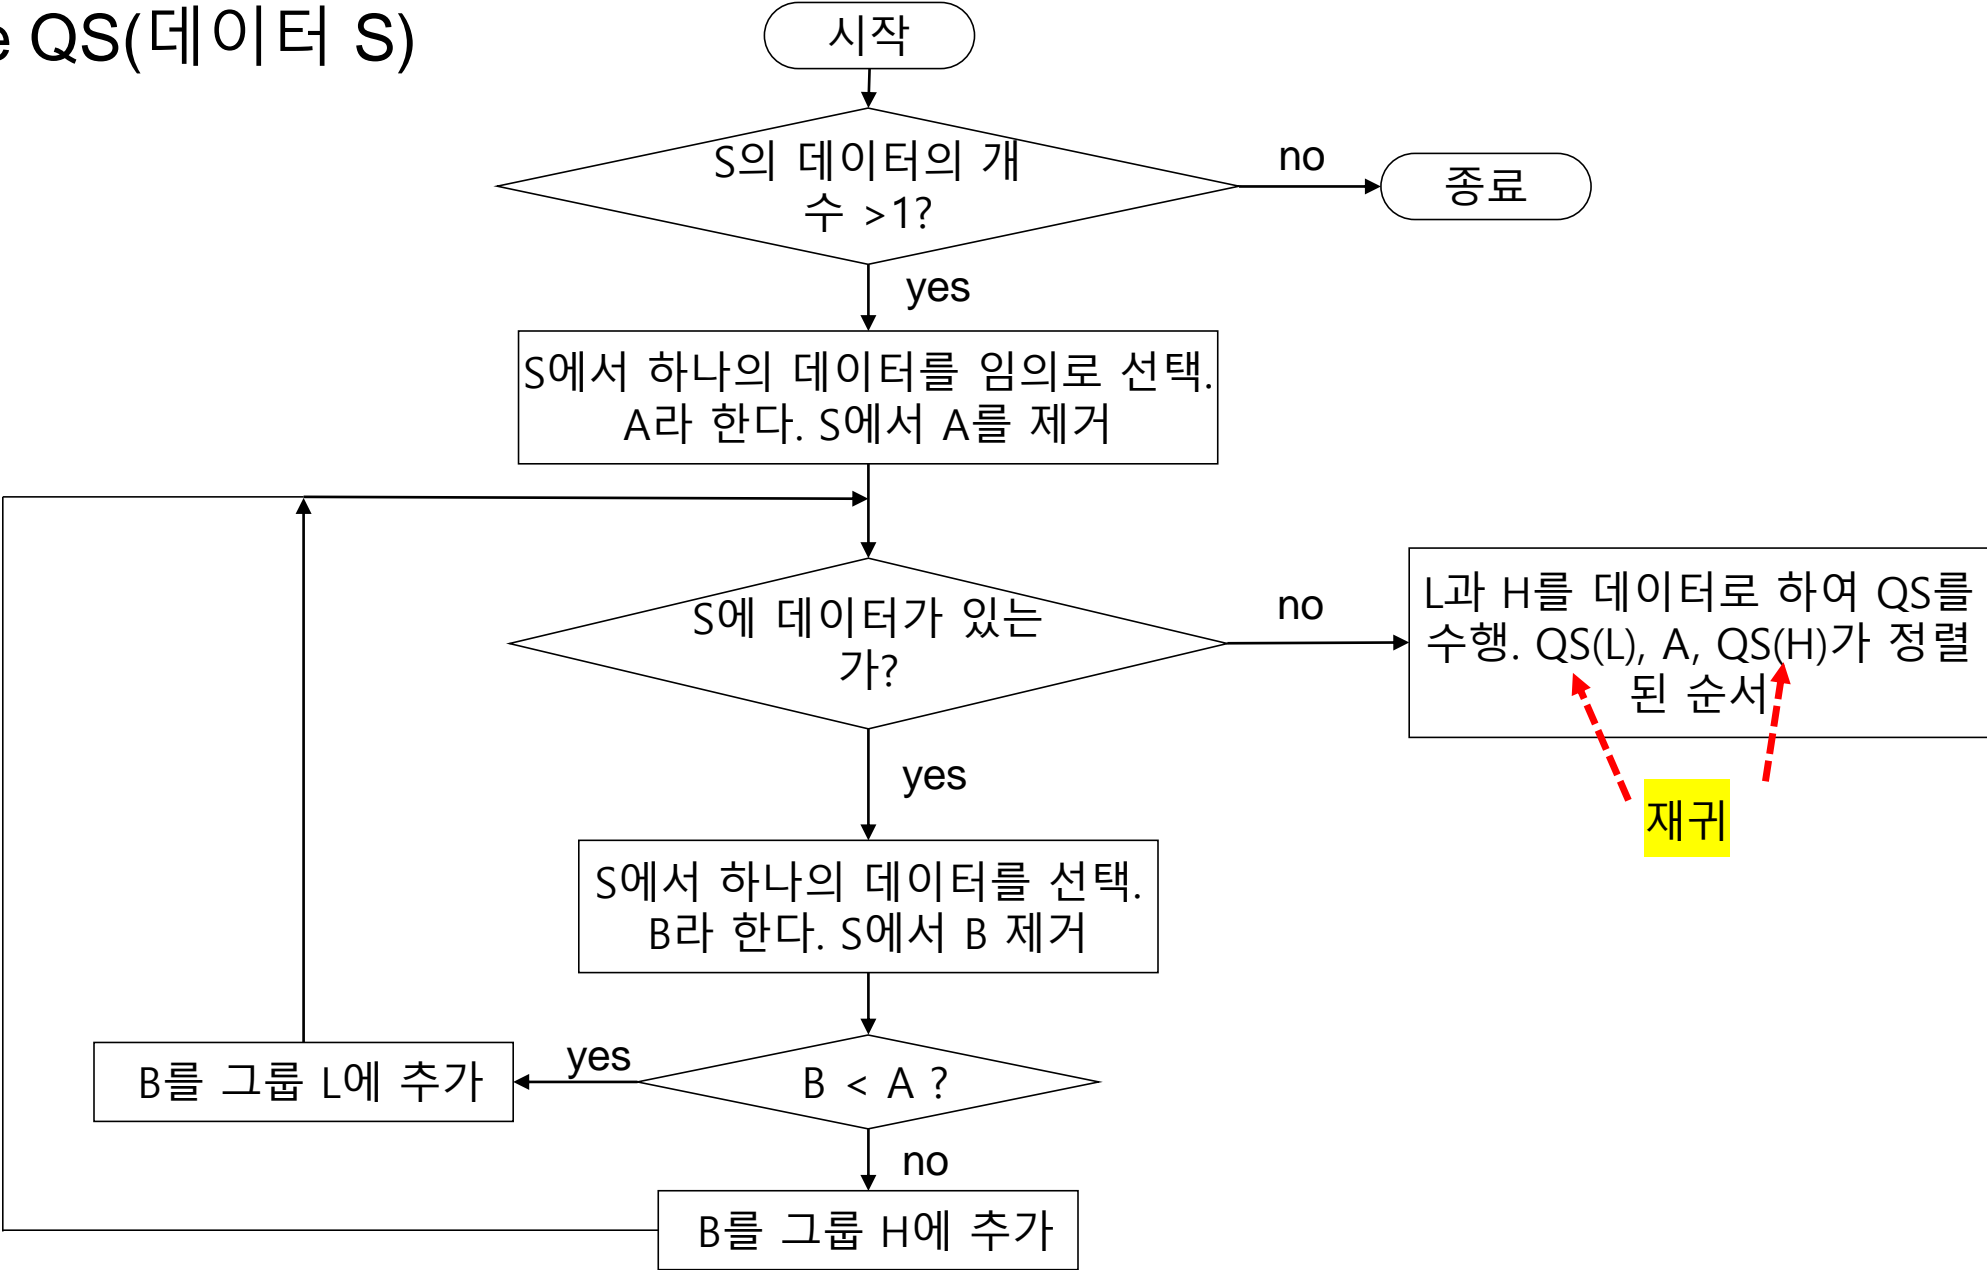 e QS(데이터 S)
시작
S의 데이터의 개
수 >1?
no
종료
yes
S에서 하나의 데이터를 임의로 선택.
A라 한다. S에서 A를 제거
S에 데이터가 있는
가?
no
L과 H를 데이터로 하여 QS를
수행. QS(L), A, QS(H)가 정렬
된 순서
yes
재귀
S에서 하나의 데이터를 선택.
B라 한다. S에서 B 제거
B를 그룹 L에 추가
yes
B < A ?
no
B를 그룹 H에 추가